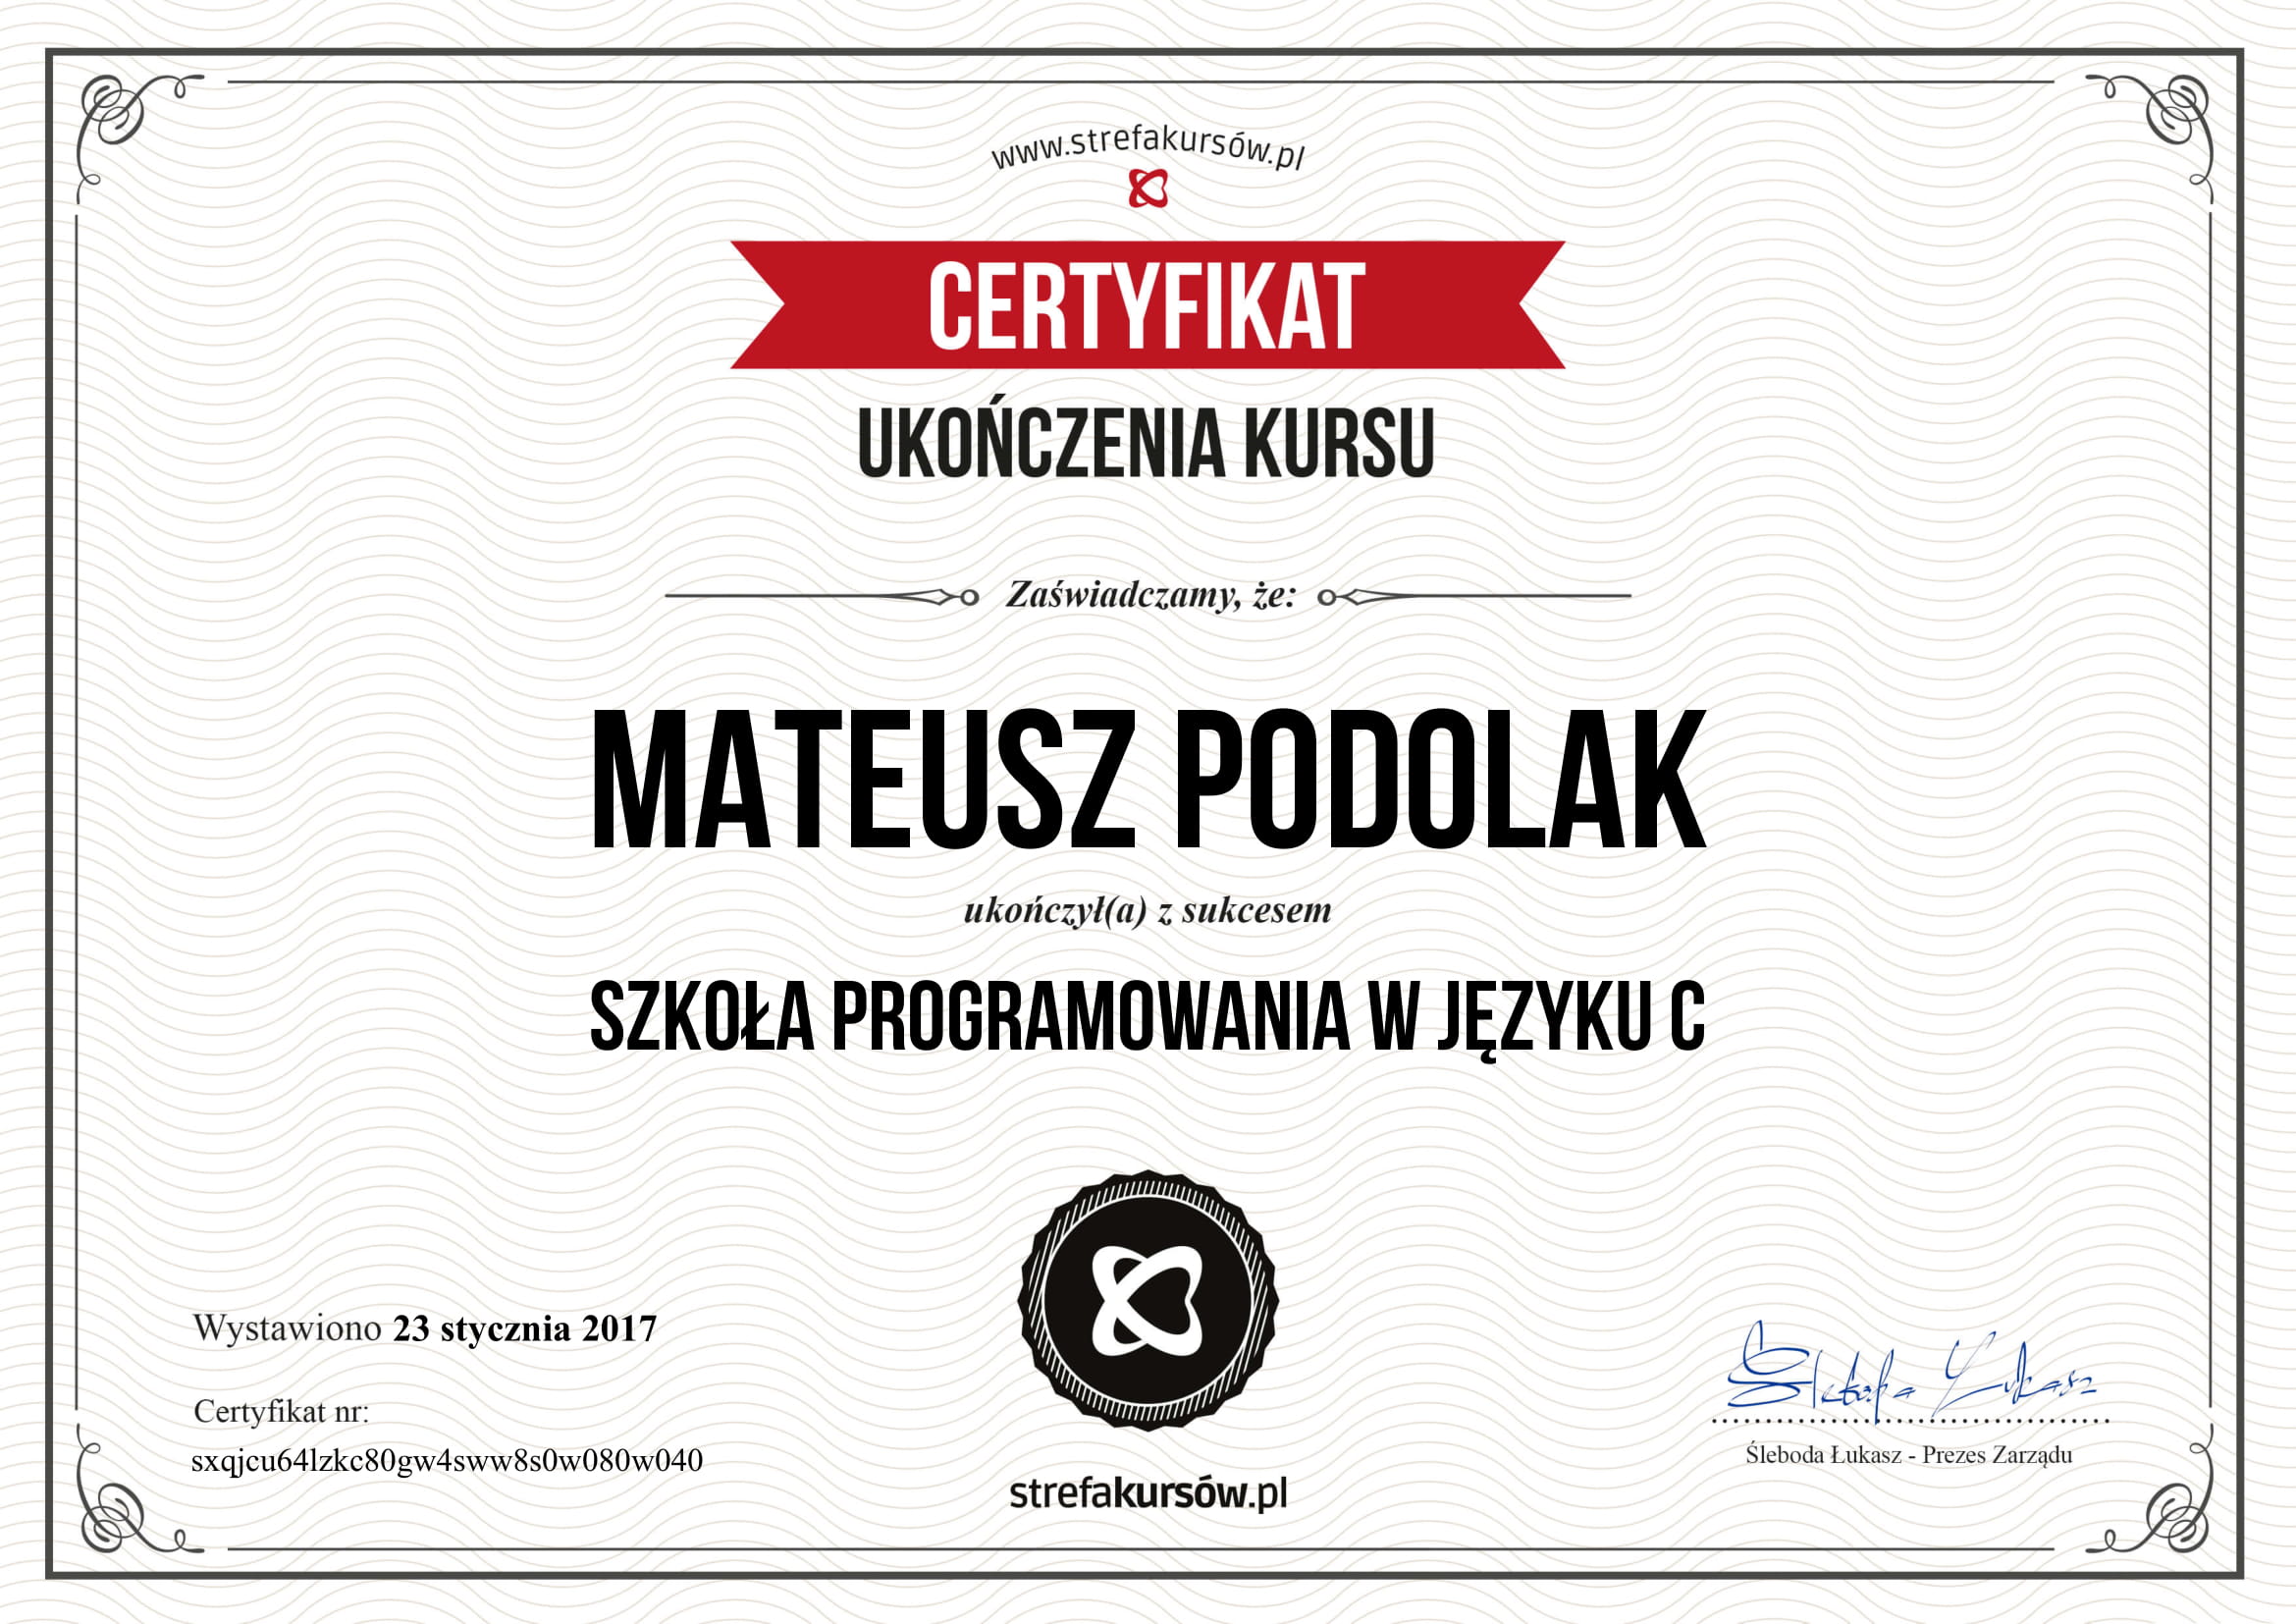 www.strefakursów.pl
CERTYFIKAT
UKOŃCZENIA KURSU
Zaświadczamy, że:
MATEUSZ PODOLAK
ukończył(a) z sukcesem
SZKOŁA PROGRAMOWANIA W JĘZYKU C
Wystawiono 23 stycznia 2017
Certyfikat nr:
sxqjcu64lzkc80gw4sww8s0w080w040
strefakursów.pl
Śleboda Łukasz
Śleboda Łukasz - Prezes Zarządu